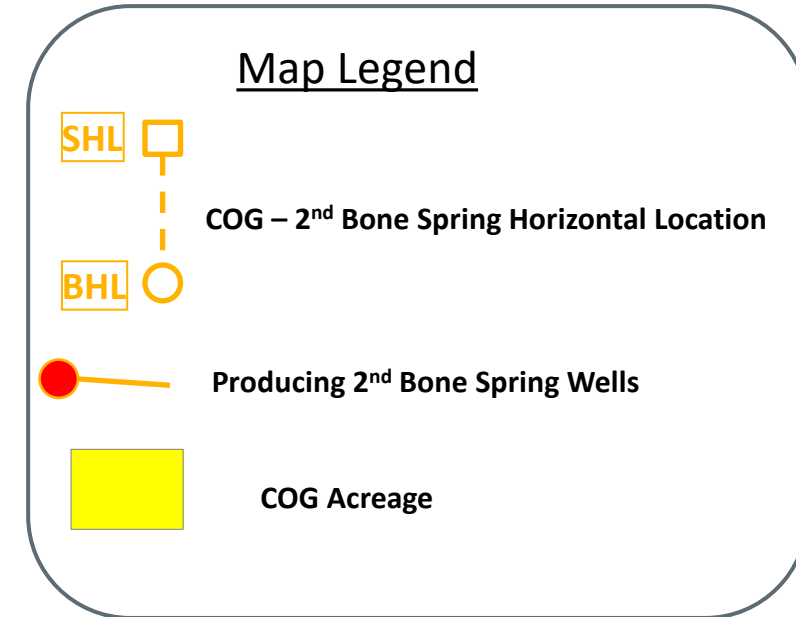 Map Legend
SHL
COG – 2nd Bone Spring Horizontal Location
BHL
Producing 2nd Bone Spring Wells
COG Acreage